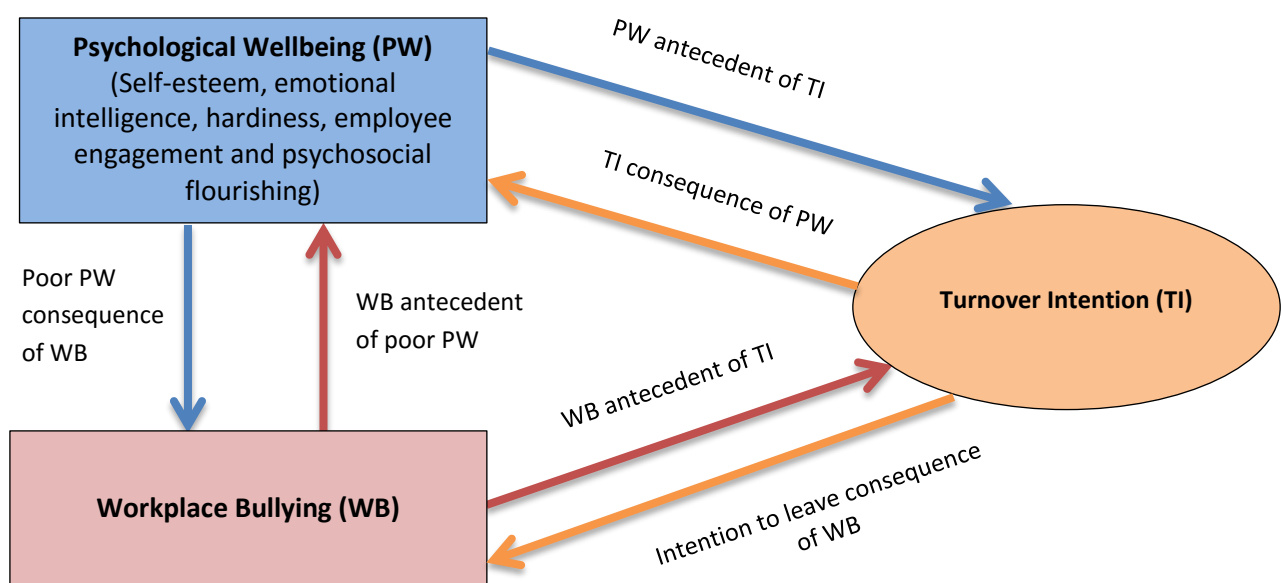 Psychological Wellbeing (PW)
(Self-esteem, emotional
intelligence, hardiness, employee
engagement and psychosocial
flourishing)
PW antecedent of TI
TI consequence of PW
Turnover Intention (TI)
Poor PW
consequence
of WB
WB antecedent
of poor PW
WB antecedent of TI
Workplace Bullying (WB)
Intention to leave consequence
of WB